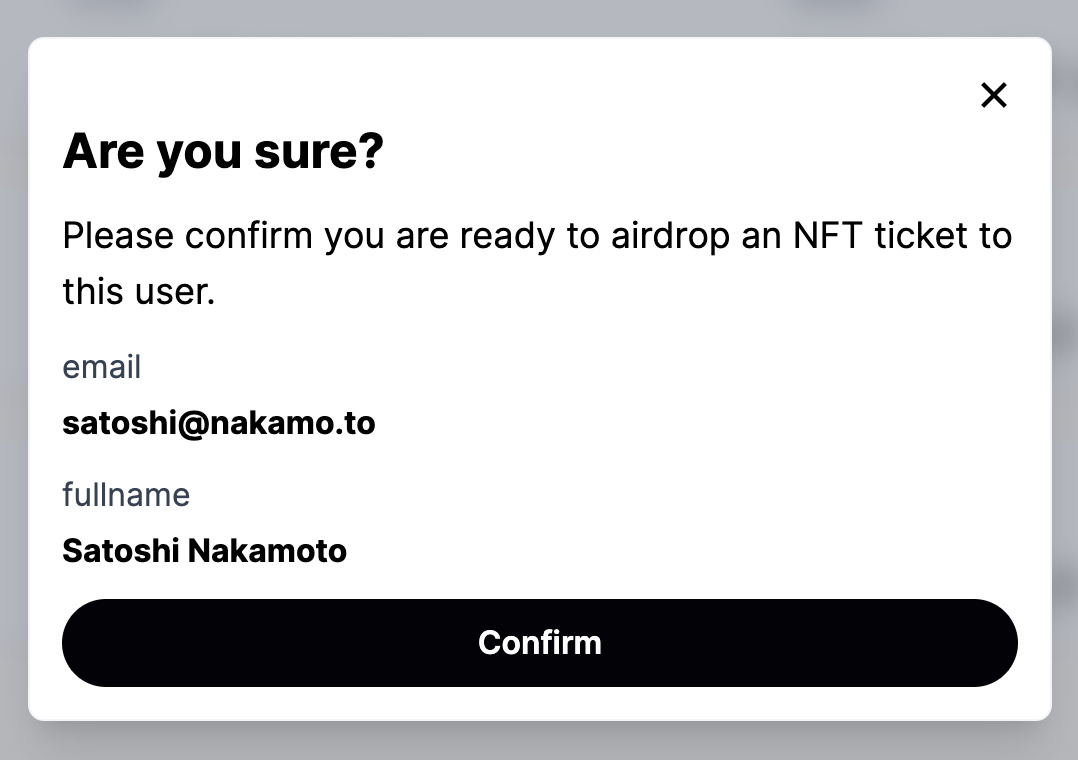 Are you sure?
Please confirm you are ready to airdrop an NFT ticket to
this user.
email
satoshi@nakamo.to
fullname
Satoshi Nakamoto
Confirm